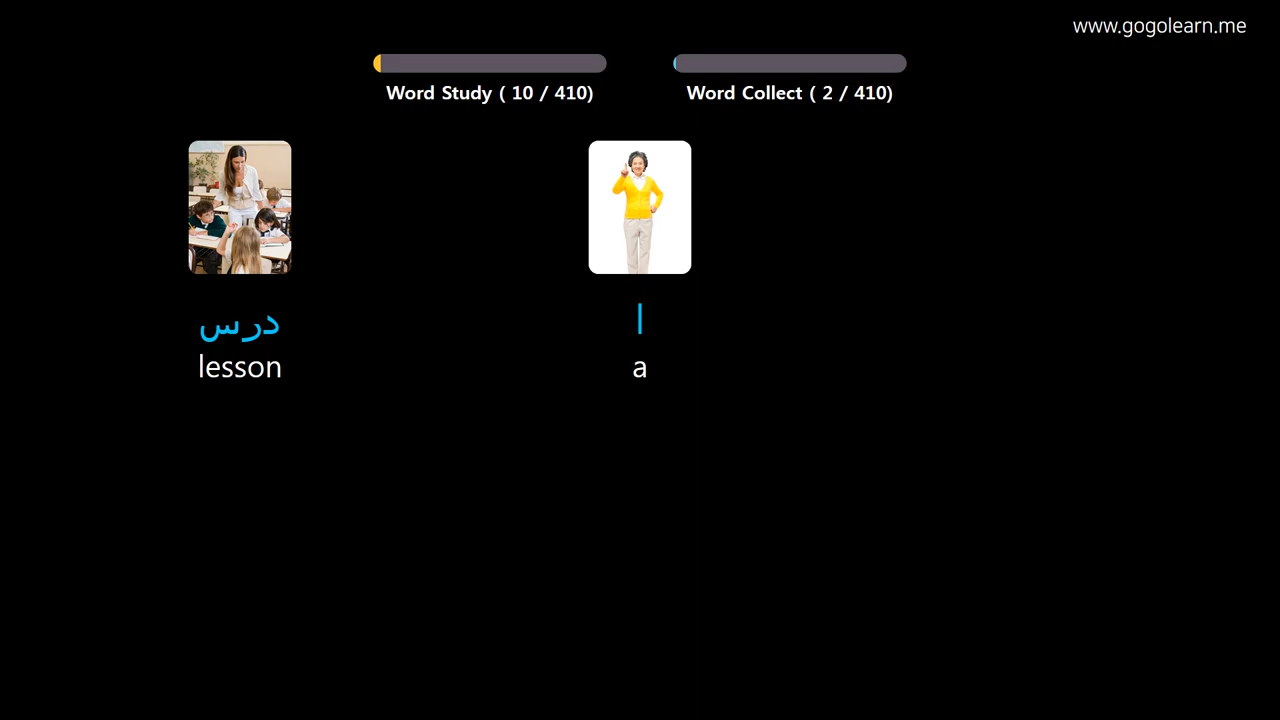 www.gogolearn.me
Word Study ( 10 / 410)
Word Collect ( 2 / 410)
درس
lesson
ا
a